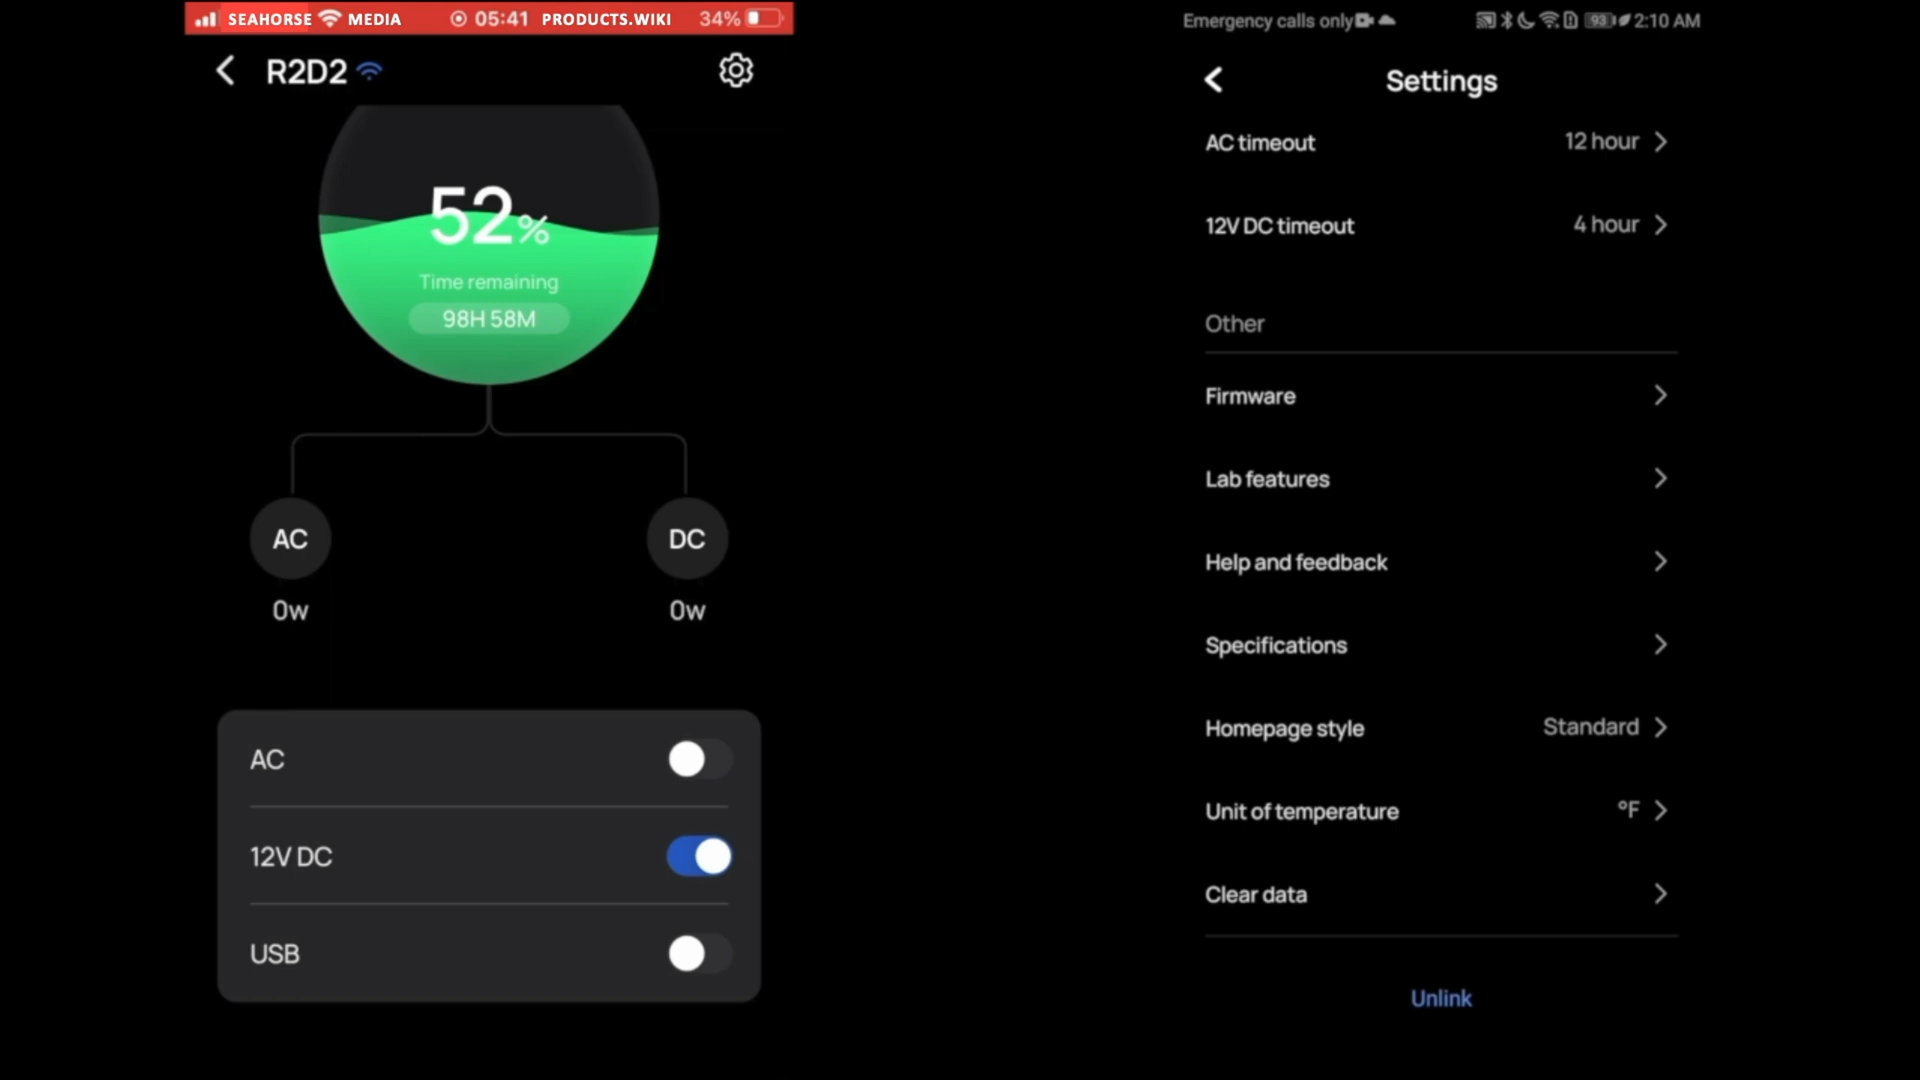 SEAHORSE MEDIA 05:41 PRODUCTS.WIKI 34%
R2D2
52%
Time remaining
98H 58M
AC
DC
0w
0w
AC
12V DC
USB
Emergency calls only 93 2:10 AM
Settings
AC timeout 12 hour
12V DC timeout 4 hour
Other
Firmware
Lab features
Help and feedback
Specifications
Homepage style Standard
Unit of temperature °F
Clear data
Unlink